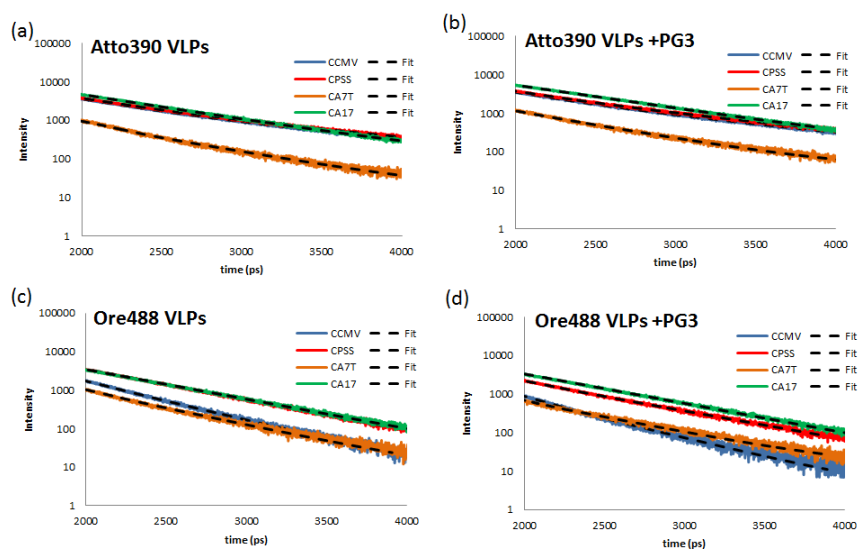 (a)
Atto390 VLPs
100000
10000
1000
100
10
1
Intensity
CCMV Fit
CPSS Fit
CA7T Fit
CA17 Fit
2000 2500 3000 3500 4000
time (ps)
(b)
Atto390 VLPs +PG3
100000
10000
1000
100
10
1
Intensity
CCMV Fit
CPSS Fit
CA7T Fit
CA17 Fit
2000 2500 3000 3500 4000
time (ps)
(c)
Ore488 VLPs
100000
10000
1000
100
10
1
Intensity
CCMV Fit
CPSS Fit
CA7T Fit
CA17 Fit
2000 2500 3000 3500 4000
time (ps)
(d)
Ore488 VLPs +PG3
100000
10000
1000
100
10
1
Intensity
CCMV Fit
CPSS Fit
CA7T Fit
CA17 Fit
2000 2500 3000 3500 4000
time (ps)